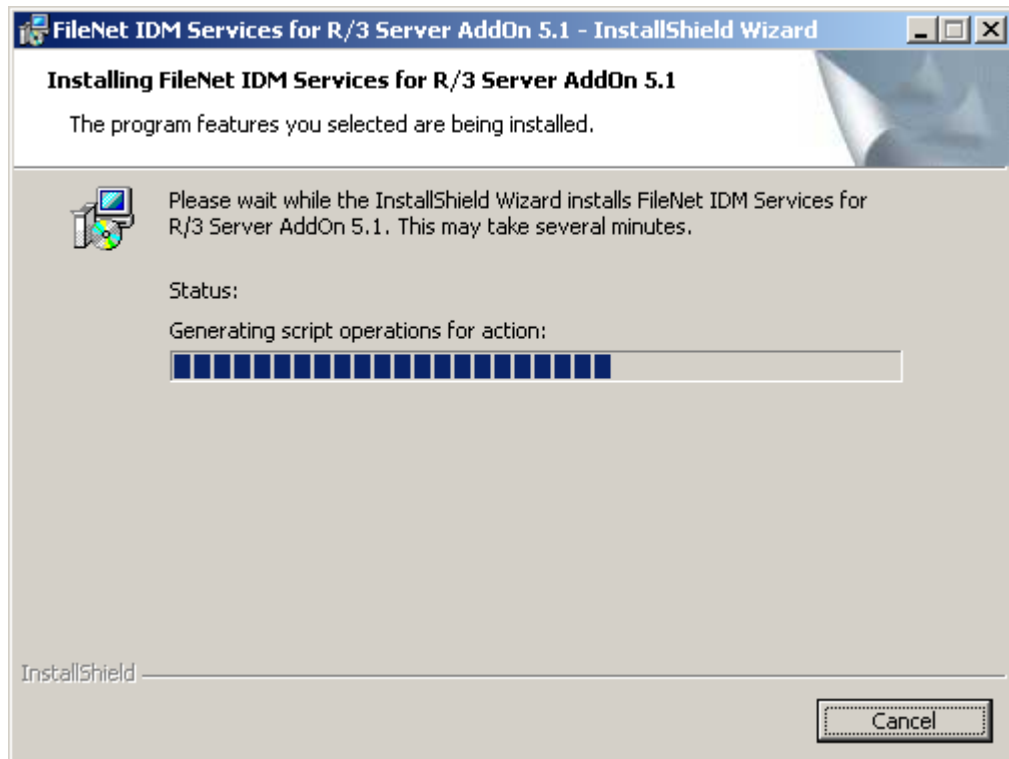 FileNet IDM Services for R/3 Server AddOn 5.1 - InstallShield Wizard
Installing FileNet IDM Services for R/3 Server AddOn 5.1
The program features you selected are being installed.
Please wait while the InstallShield Wizard installs FileNet IDM Services for
R/3 Server AddOn 5.1. This may take several minutes.
Status:
Generating script operations for action:
InstallShield
Cancel